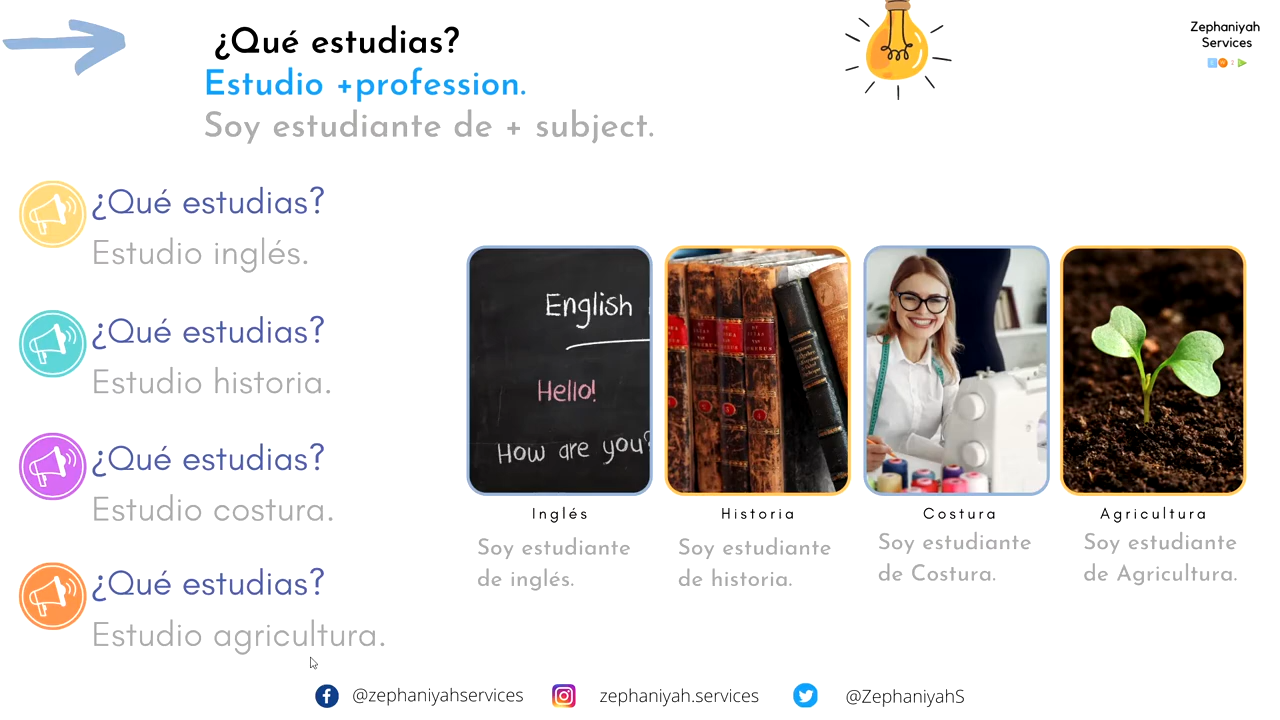 ¿Qué estudias?
Estudio +profession.
Soy estudiante de + subject.
Zephaniyah
Services
¿Qué estudias?
Estudio inglés.
¿Qué estudias?
Estudio historia.
¿Qué estudias?
Estudio costura.
¿Qué estudias?
Estudio agricultura.
English
Hello!
How are you?
Inglés
Soy estudiante
de inglés.
Historia
Soy estudiante
de historia.
Costura
Soy estudiante
de Costura.
Agricultura
Soy estudiante
de Agricultura.
@zephaniyahservices
zephaniyah.services
@ZephaniyahS